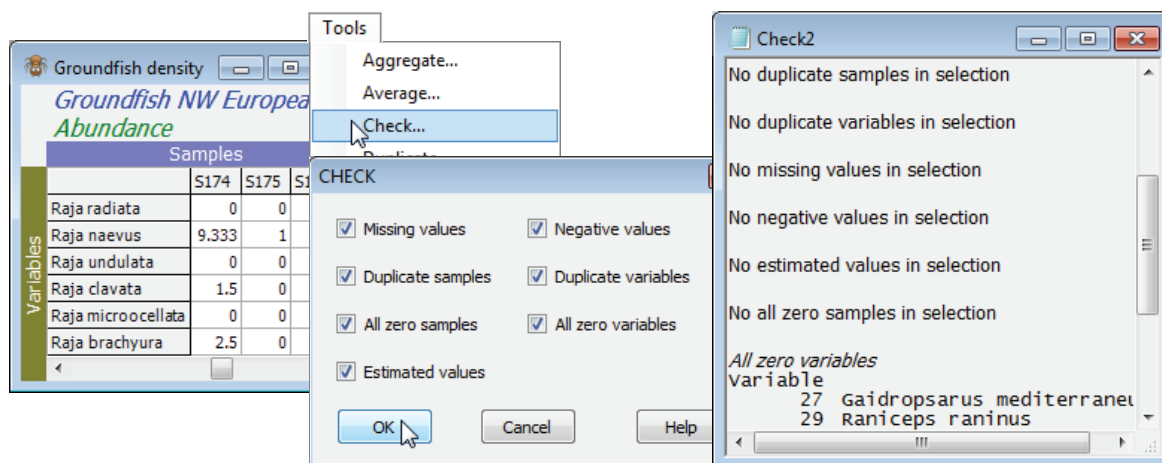 Groundfish density
Groundfish NW Europea
Abundance
Samples
Variables
S174 S175 S1
Raja radiata 0 0
Raja naevus 9.333 1
Raja undulata 0 0
Raja clavata 1.5 0
Raja microocellata 0 0
Raja brachyura 2.5 0
Tools
Aggregate...
Average...
Check...
CHECK
Missing values Negative values
Duplicate samples Duplicate variables
All zero samples All zero variables
Estimated values
OK Cancel Help
Check2
No duplicate samples in selection
No duplicate variables in selection
No missing values in selection
No negative values in selection
No estimated values in selection
No all zero samples in selection
All zero variables
Variable
27 Gaidropsarus mediterraneu
29 Raniceps raninus